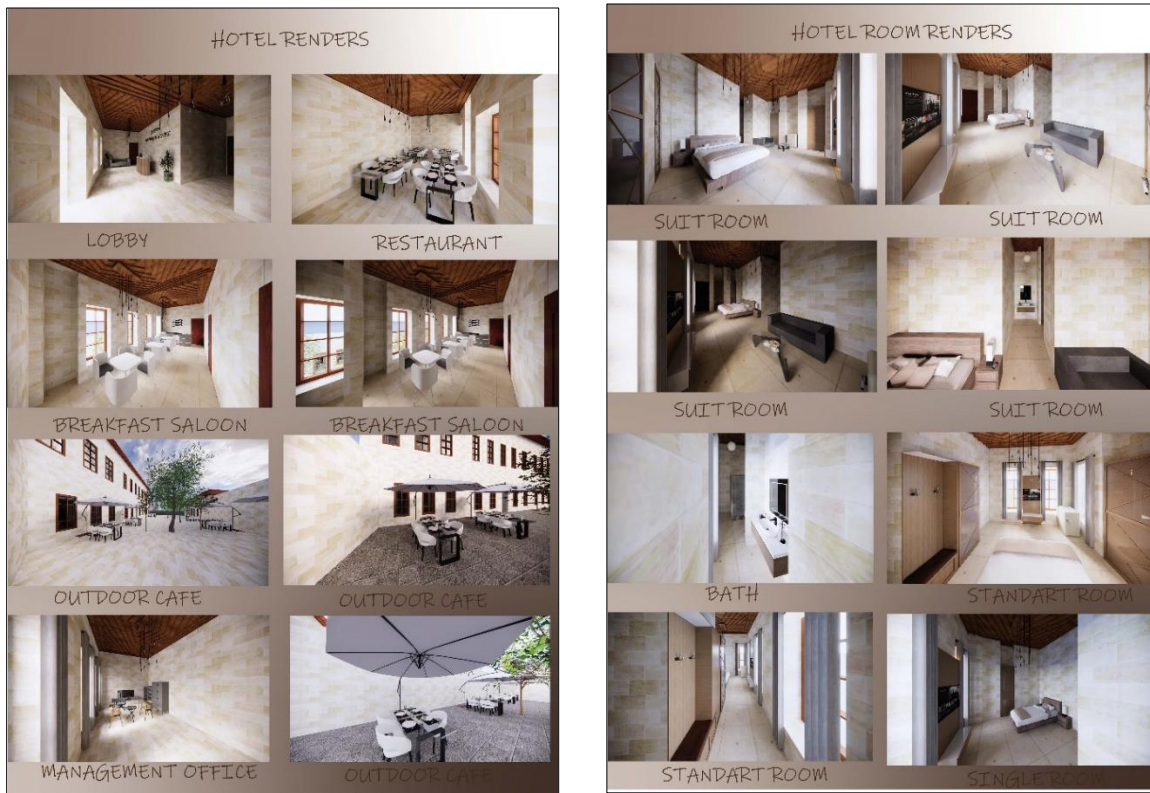 HOTEL RENDERS
LOBBY
RESTAURANT
BREAKFAST SALOON
BREAKFAST SALOON
OUTDOOR CAFE
OUTDOOR CAFE
MANAGEMENT OFFICE
OUTDOOR CAFE
HOTEL ROOM RENDERS
SUIT ROOM
SUIT ROOM
SUIT ROOM
SUIT ROOM
BATH
STANDART ROOM
STANDART ROOM
SINGLE ROOM